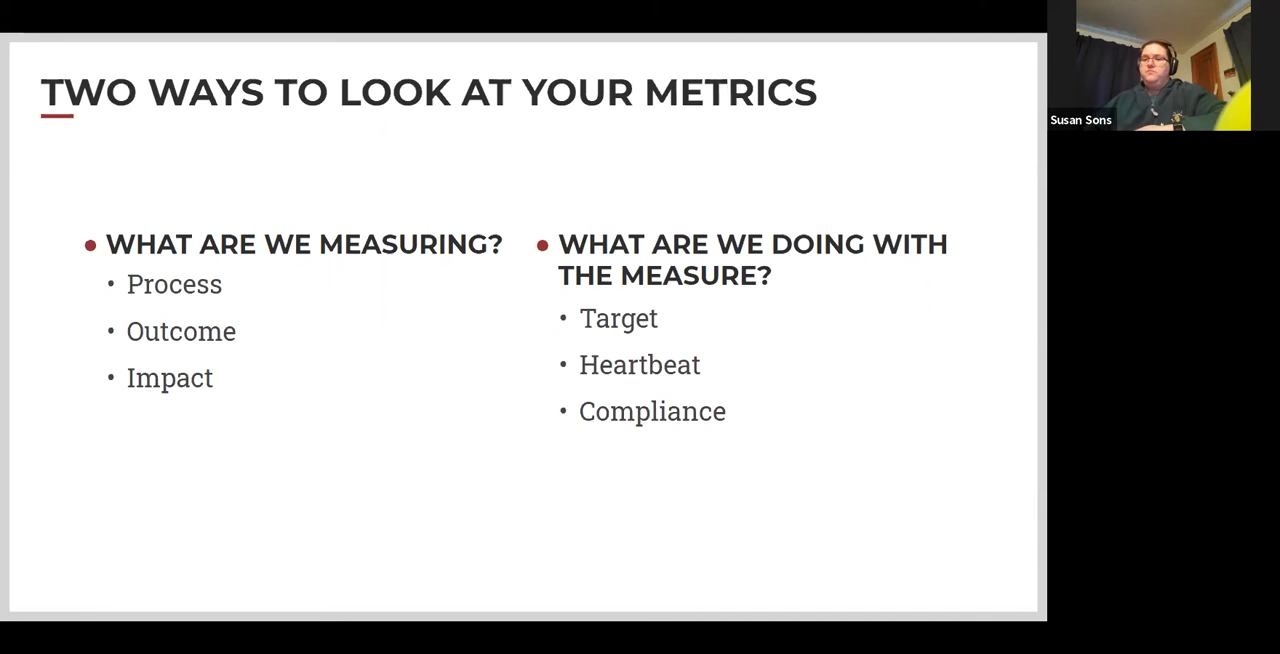 TWO WAYS TO LOOK AT YOUR METRICS
• WHAT ARE WE MEASURING?
• Process
• Outcome
• Impact
• WHAT ARE WE DOING WITH
THE MEASURE?
• Target
• Heartbeat
• Compliance
Susan Sons